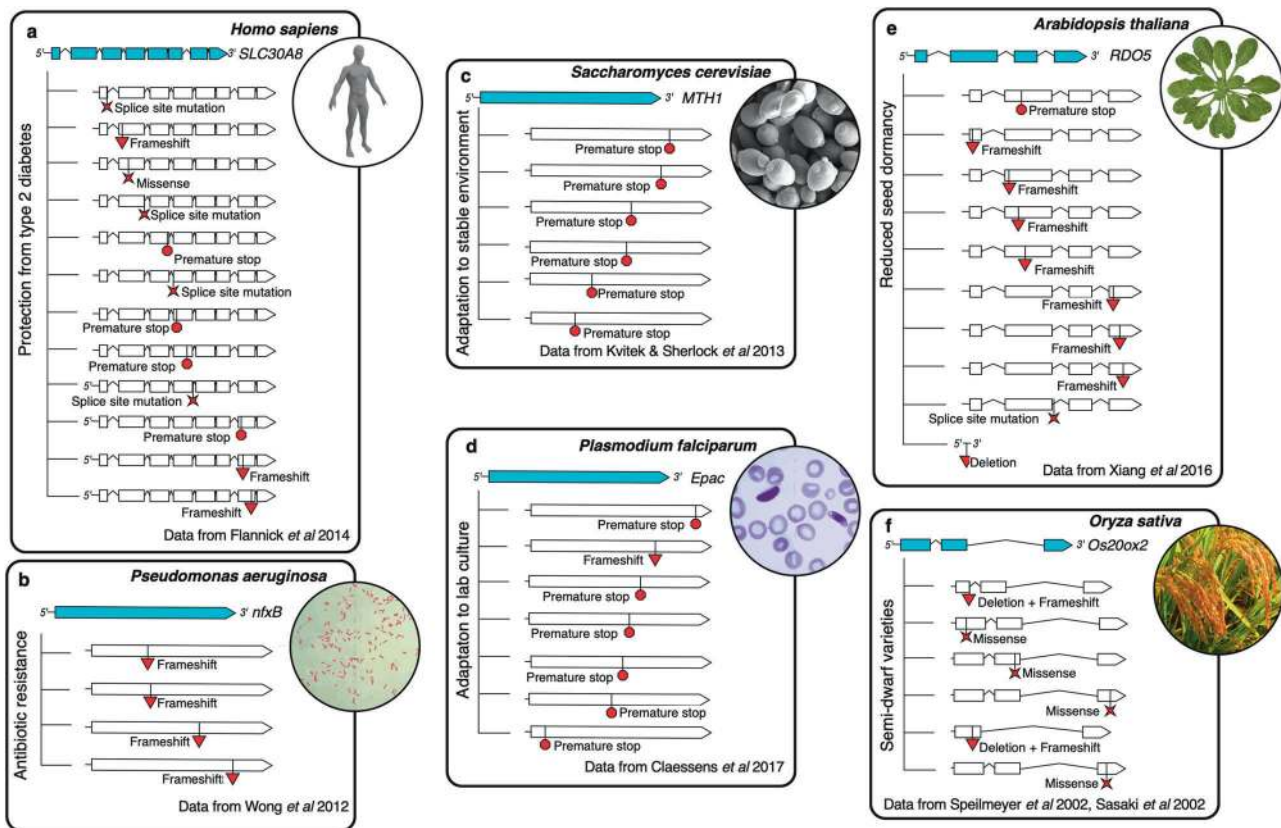 a
Homo sapiens
5' 3' SLC30A8
Protection from type 2 diabetes
Splice site mutation
Frameshift
Missense
Splice site mutation
Premature stop
Splice site mutation
Premature stop
Premature stop
5'
Splice site mutation
5'
Premature stop
5'
Frameshift
5'
Frameshift
Data from Flannick et al 2014
b
Pseudomonas aeruginosa
5' 3' nfxB
Antibiotic resistance
Frameshift
Frameshift
Frameshift
Frameshift
Data from Wong et al 2012
c
Saccharomyces cerevisiae
5' 3' MTH1
Adaptation to stable environment
Premature stop
Premature stop
Premature stop
Premature stop
Premature stop
Premature stop
Data from Kvitek & Sherlock et al 2013
d
Plasmodium falciparum
5' 3' Epac
Adaptaton to lab culture
Premature stop
Frameshift
Premature stop
Premature stop
Premature stop
Premature stop
Premature stop
Data from Claessens et al 2017
e
Arabidopsis thaliana
5' 3' RDO5
Reduced seed dormancy
Premature stop
Frameshift
Frameshift
Frameshift
Frameshift
Frameshift
Frameshift
Frameshift
Splice site mutation
5' 3'
Deletion
Data from Xiang et al 2016
f
Oryza sativa
5' 3' Os20ox2
Semi-dwarf varieties
Deletion + Frameshift
Missense
Missense
Missense
Deletion + Frameshift
Missense
Data from Speilmeyer et al 2002, Sasaki et al 2002